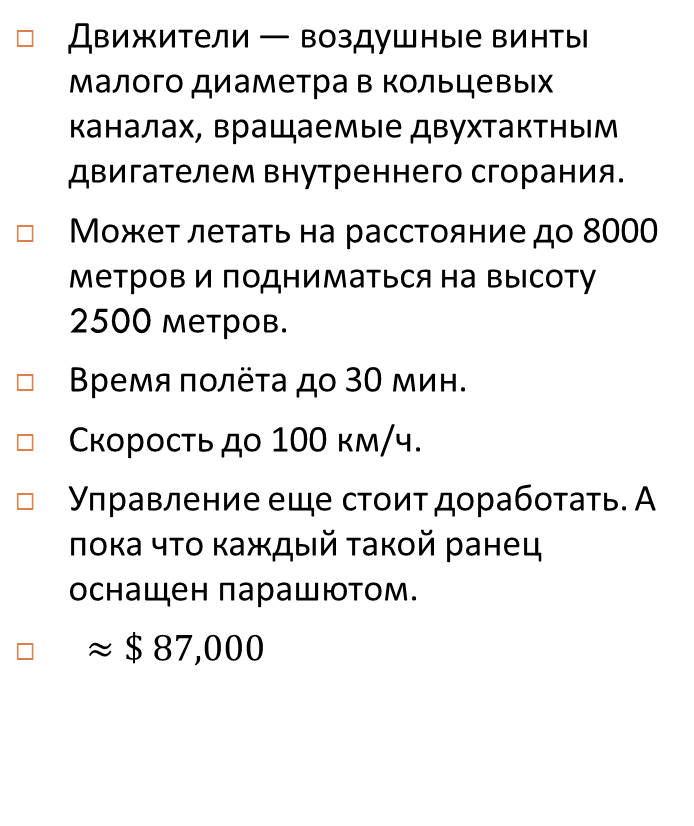 Движители — воздушные винты
малого диаметра в кольцевых
каналах, вращаемые двухтактным
двигателем внутреннего сгорания.
Может летать на расстояние до 8000
метров и подниматься на высоту
2500 метров.
Время полёта до 30 мин.
Скорость до 100 км/ч.
Управление еще стоит доработать. А
пока что каждый такой ранец
оснащен парашютом.
≈ $ 87,000